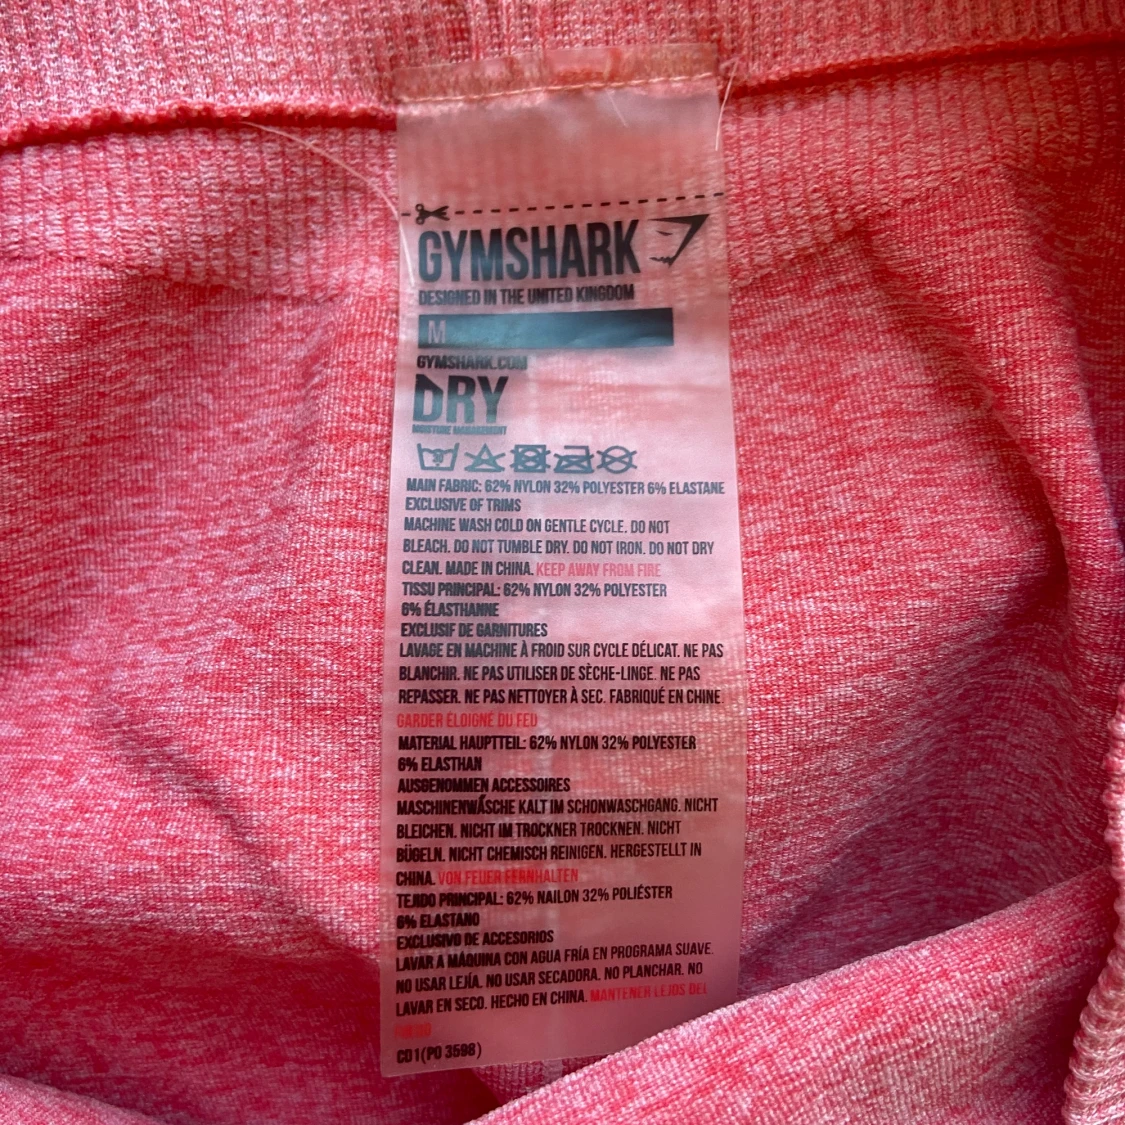 GYMSHARK
DESIGNED IN THE UNITED KINGDOM
M
GYMSHARK.COM
DRY
MOISTURE MANAGEMENT
MAIN FABRIC: 62% NYLON 32% POLYESTER 6% ELASTANE
EXCLUSIVE OF TRIMS
MACHINE WASH COLD ON GENTLE CYCLE. DO NOT
BLEACH. DO NOT TUMBLE DRY. DO NOT IRON. DO NOT DRY
CLEAN. MADE IN CHINA. KEEP AWAY FROM FIRE
TISSU PRINCIPAL: 62% NYLON 32% POLYESTER
6% ÉLASTHANNE
EXCLUSIF DE GARNITURES
LAVAGE EN MACHINE À FROID SUR CYCLE DÉLICAT. NE PAS
BLANCHIR. NE PAS UTILISER DE SÈCHE-LINGE. NE PAS
REPASSER. NE PAS NETTOYER À SEC. FABRIQUÉ EN CHINE.
GARDER ÉLOIGNÉ DU FEU
MATERIAL HAUPTTEIL: 62% NYLON 32% POLYESTER
6% ELASTHAN
AUSGENOMMEN ACCESSOIRES
MASCHINENWÄSCHE KALT IM SCHONWASCHGANG. NICHT
BLEICHEN. NICHT IM TROCKNER TROCKNEN. NICHT
BÜGELN. NICHT CHEMISCH REINIGEN. HERGESTELLT IN
CHINA. VON FEUER FERNHALTEN
TEJIDO PRINCIPAL: 62% NAILON 32% POLIÉSTER
6% ELASTANO
EXCLUSIVO DE ACCESORIOS
LAVAR A MÁQUINA CON AGUA FRÍA EN PROGRAMA SUAVE.
NO USAR LEJÍA. NO USAR SECADORA. NO PLANCHAR. NO
LAVAR EN SECO. HECHO EN CHINA. MANTENER LEJOS DEL
CD1(PO 3598)